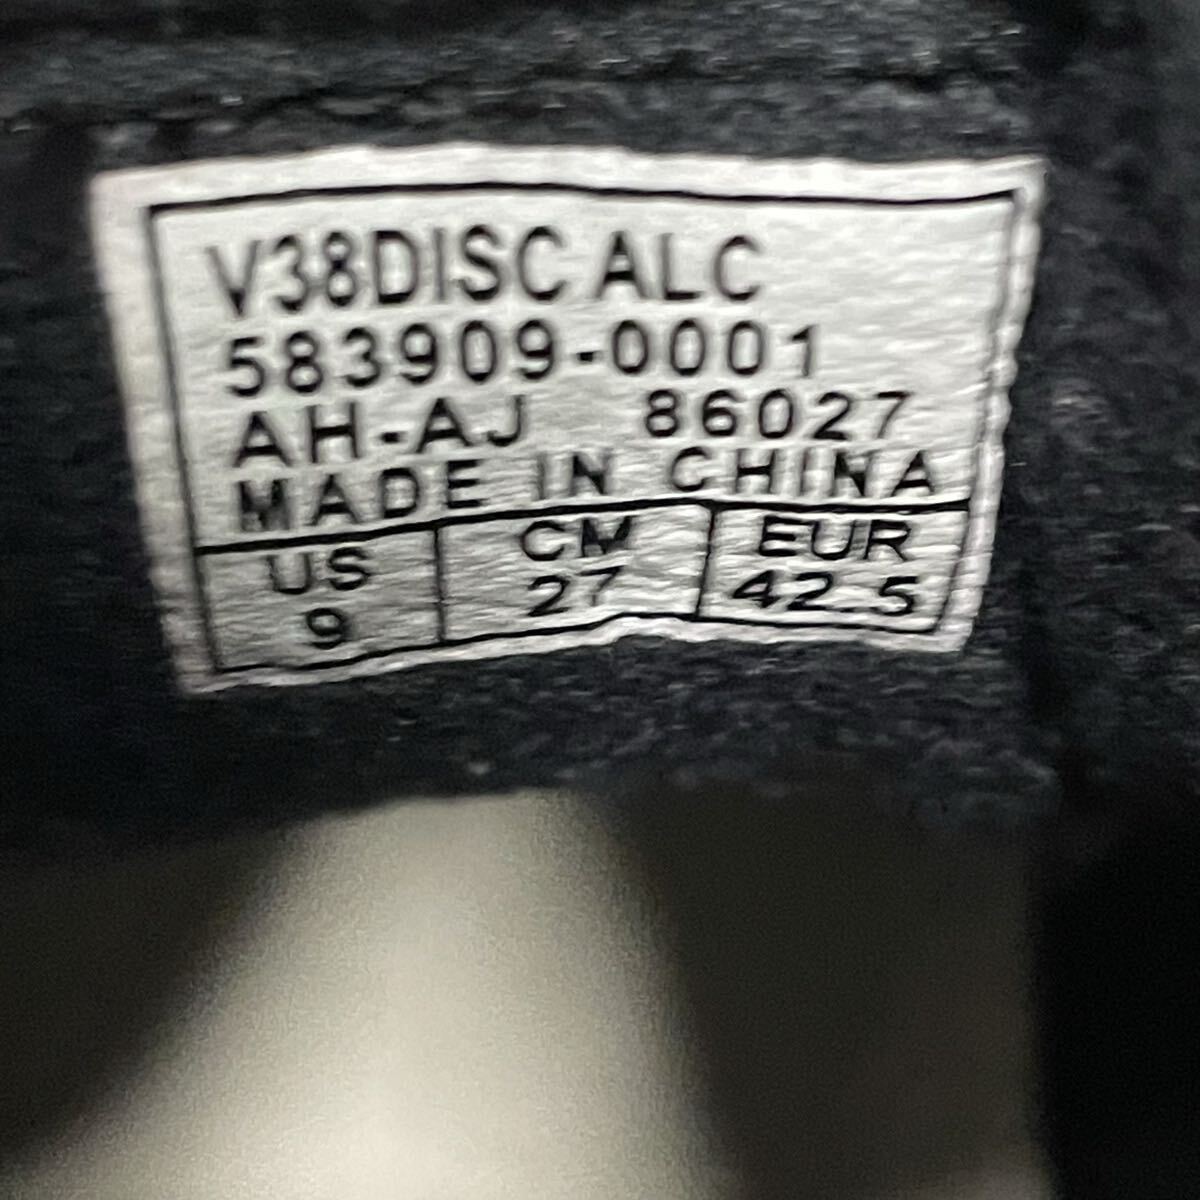 V38DISC ALC
583909-0001
AH-AJ 86027
MADE IN CHINA
US CM EUR
9 27 42.5